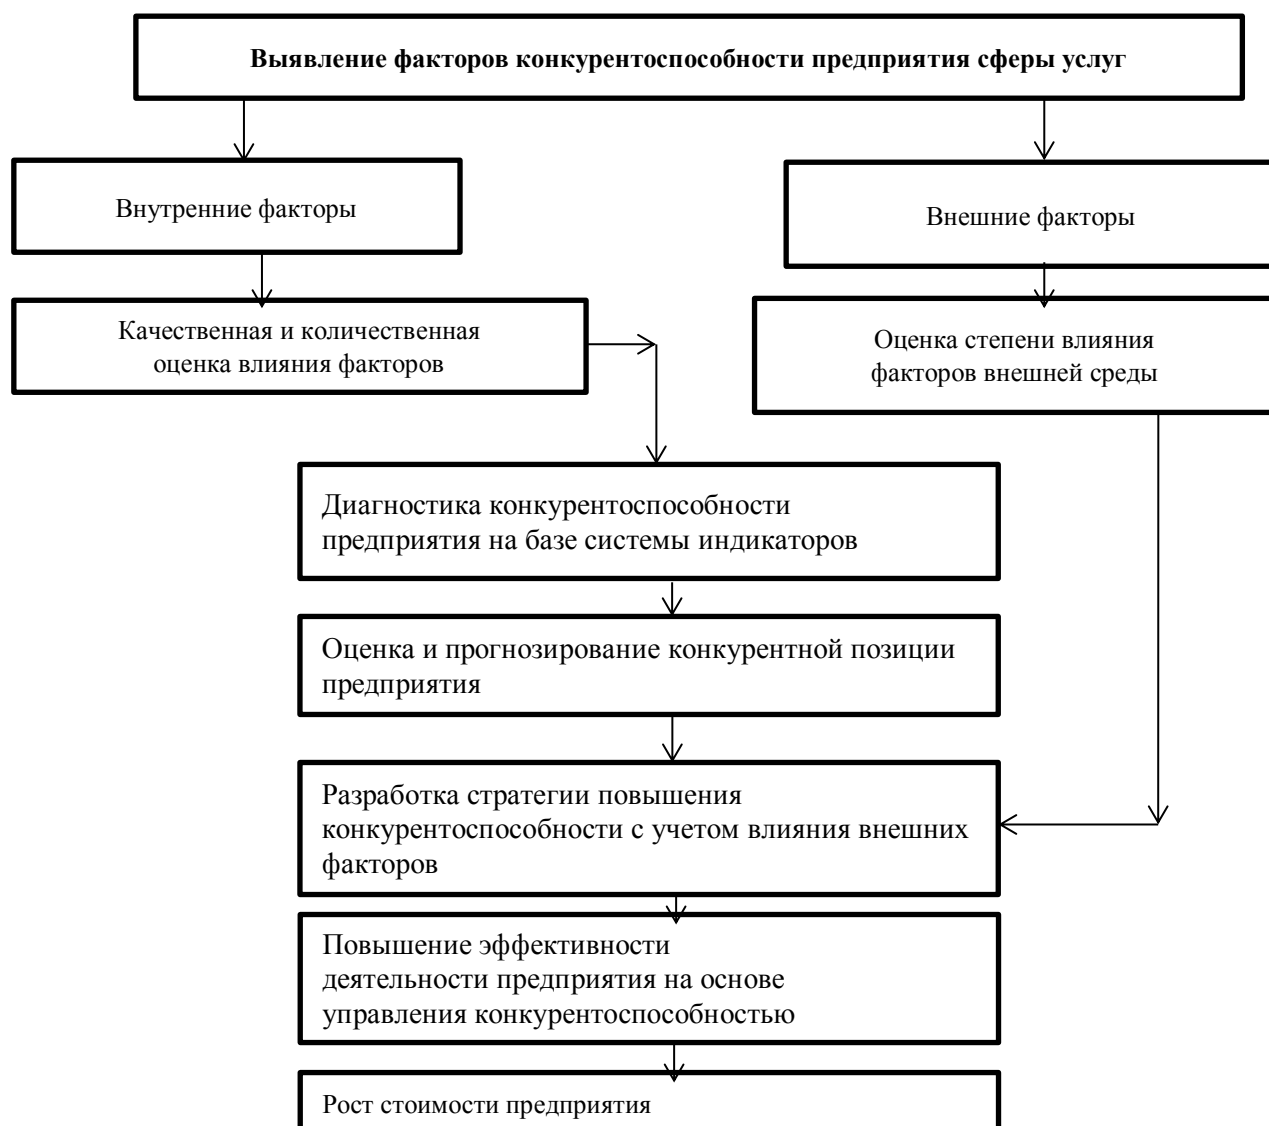 Выявление факторов конкурентоспособности предприятия сферы услуг
Внутренние факторы
Внешние факторы
Качественная и количественная
оценка влияния факторов
Оценка степени влияния
факторов внешней среды
Диагностика конкурентоспособности
предприятия на базе системы индикаторов
Оценка и прогнозирование конкурентной позиции
предприятия
Разработка стратегии повышения
конкурентоспособности с учетом влияния внешних
факторов
Повышение эффективности
деятельности предприятия на основе
управления конкурентоспособностью
Рост стоимости предприятия